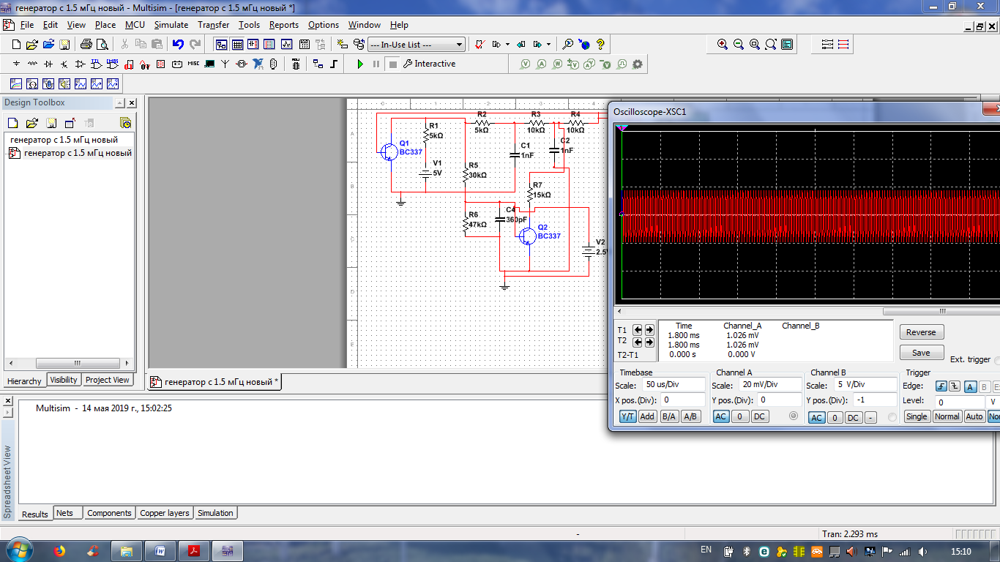 генератор с 1.5 мГц новый - Multisim - [генератор с 1.5 мГц новый *]
File Edit View Place MCU Simulate Transfer Tools Reports Options Window Help
--- In-Use List ---
MISC Interactive
Design Toolbox
генератор с 1.5 мГц новый
генератор с 1.5 мГц новый
Hierarchy Visibility Project View
0 1 2 3 4
A
B
C
D
E
R2
5kΩ
R3
10kΩ
R4
10kΩ
R1
5kΩ
Q1
BC337
V1
5V
C1
1nF
C2
1nF
R5
30kΩ
R7
15kΩ
R6
47kΩ
C4
360pF
Q2
BC337
V2
генератор с 1.5 мГц новый *
Oscilloscope-XSC1
Time Channel_A Channel_B
T1 1.800 ms 1.026 mV
T2 1.800 ms 1.026 mV
T2-T1 0.000 s 0.000 V
Reverse
Save
Ext. trigger
Timebase
Scale: 50 us/Div
X pos.(Div): 0
Y/T Add B/A A/B
Channel A
Scale: 20 mV/Div
Y pos.(Div): 0
AC 0 DC
Channel B
Scale: 5 V/Div
Y pos.(Div): -1
AC 0 DC -
Trigger
Edge: A B
Level: 0 V
Single Normal Auto
Multisim - 14 мая 2019 г., 15:02:25
Spreadsheet View
Results Nets Components Copper layers Simulation
- Tran: 2.293 ms
EN 15:10